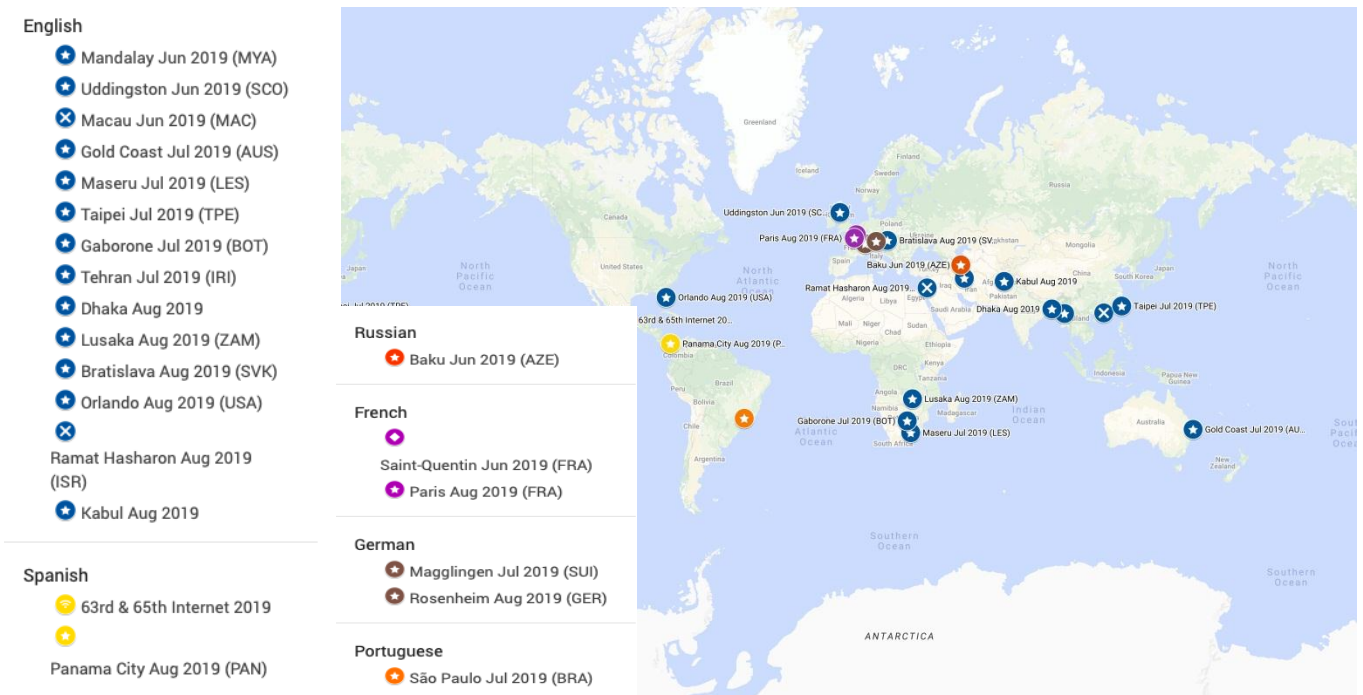 English
Mandalay Jun 2019 (MYA)
Uddingston Jun 2019 (SCO)
Macau Jun 2019 (MAC)
Gold Coast Jul 2019 (AUS)
Maseru Jul 2019 (LES)
Taipei Jul 2019 (TPE)
Gaborone Jul 2019 (BOT)
Tehran Jul 2019 (IRI)
Dhaka Aug 2019
Lusaka Aug 2019 (ZAM)
Bratislava Aug 2019 (SVK)
Orlando Aug 2019 (USA)
Ramat Hasharon Aug 2019
(ISR)
Kabul Aug 2019
Spanish
63rd & 65th Internet 2019
Panama City Aug 2019 (PAN)
Russian
Baku Jun 2019 (AZE)
French
Saint-Quentin Jun 2019 (FRA)
Paris Aug 2019 (FRA)
German
Magglingen Jul 2019 (SUI)
Rosenheim Aug 2019 (GER)
Portuguese
São Paulo Jul 2019 (BRA)
Greenland
Iceland
Finland
Sweden
Norway
Russia
Canada
Uddingston Jun 2019 (SC...
Poland
Ukraine
Paris Aug 2019 (FRA)
Bratislava Aug 2019 (SV...
Mongolia
Spain
Italy
Japan
North
Pacific
Ocean
United States
North
Atlantic
Ocean
Baku Jun 2019 (AZE)
China
South Korea
Japan
North
Pacific
Ocean
Ramat Hasharon Aug 2019...
Iraq
Iran
Kabul Aug 2019
Pakistan
Orlando Aug 2019 (USA)
Algeria
Libya
Egypt
Saudi Arabia
Dhaka Aug 2019
Taipei Jul 2019 (TPE)
63rd & 65th Internet 20...
Mali
Niger
Chad
Sudan
Panama City Aug 2019 (P...
Colombia
Nigeria
Ethiopia
DRC
Kenya
Tanzania
Indonesia
Papua New
Guinea
Peru
Brazil
Bolivia
Angola
Lusaka Aug 2019 (ZAM)
Namibia
Madagascar
Indian
Ocean
Chile
Gaborone Jul 2019 (BOT)
Atlantic
Ocean
Maseru Jul 2019 (LES)
South Africa
Australia
Gold Coast Jul 2019 (AU...
Argentina
New
Zealand
Southern
Ocean
Southern
Ocean
ANTARCTICA